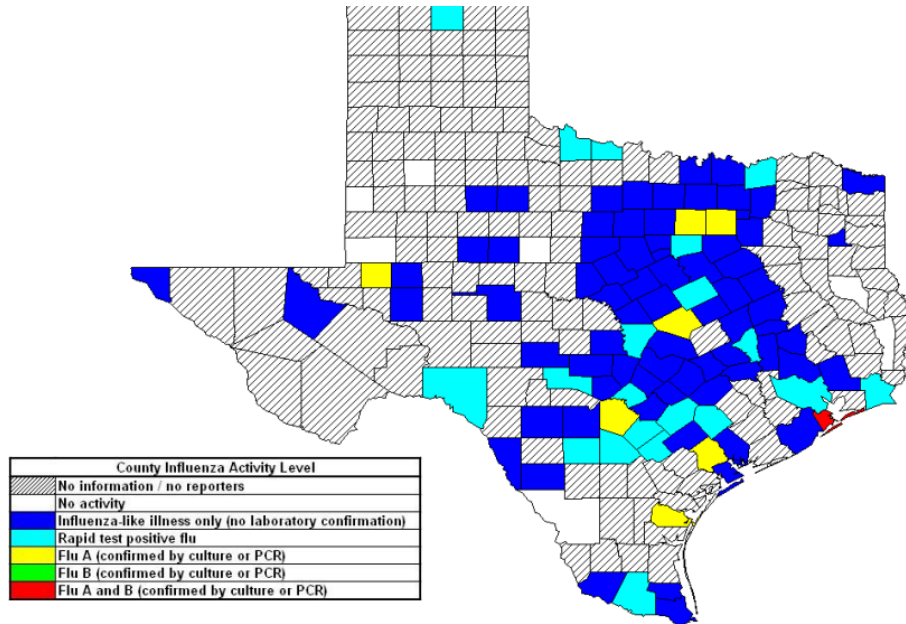 County Influenza Activity Level
No information / no reporters
No activity
Influenza-like illness only (no laboratory confirmation)
Rapid test positive flu
Flu A (confirmed by culture or PCR)
Flu B (confirmed by culture or PCR)
Flu A and B (confirmed by culture or PCR)